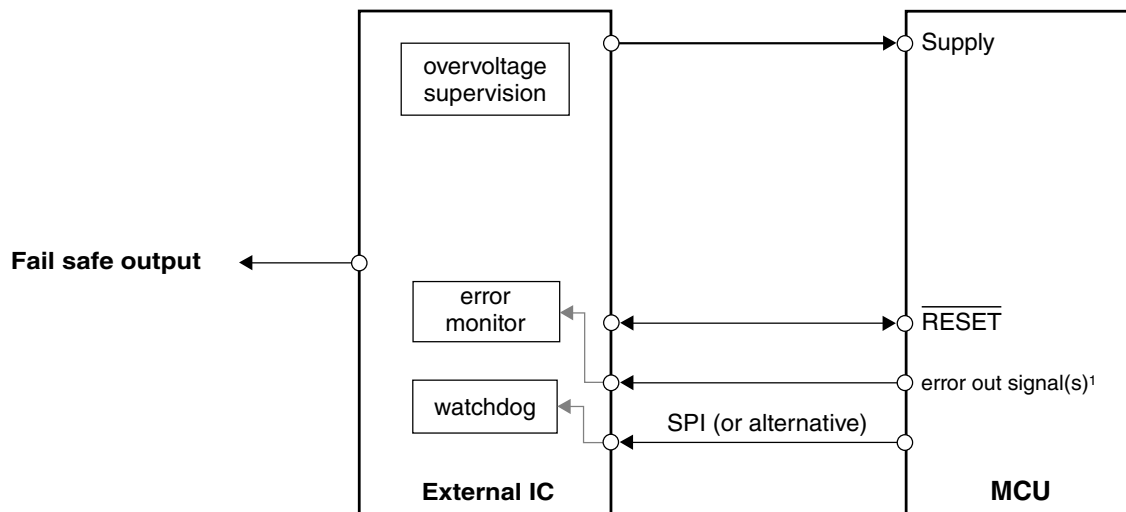 overvoltage
supervision
Supply
Fail safe output
error
monitor
RESET
error out signal(s)¹
watchdog
SPI (or alternative)
External IC
MCU